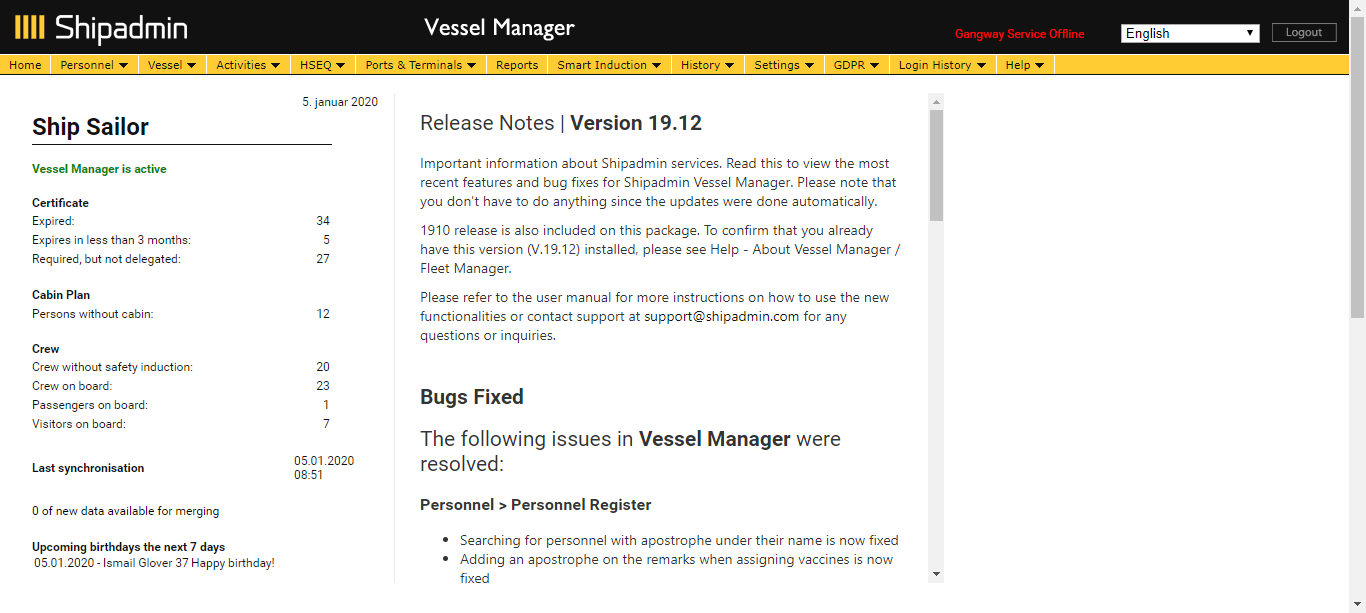 Shipadmin
Vessel Manager
Gangway Service Offline
English
Logout
Home Personnel Vessel Activities HSEQ Ports & Terminals Reports Smart Induction History Settings GDPR Login History Help
5. januar 2020
Ship Sailor
Vessel Manager is active
Certificate
Expired: 34
Expires in less than 3 months: 5
Required, but not delegated: 27
Cabin Plan
Persons without cabin: 12
Crew
Crew without safety induction: 20
Crew on board: 23
Passengers on board: 1
Visitors on board: 7
Last synchronisation 05.01.2020
08:51
0 of new data available for merging
Upcoming birthdays the next 7 days
05.01.2020 - Ismail Glover 37 Happy birthday!
Release Notes | Version 19.12
Important information about Shipadmin services. Read this to view the most
recent features and bug fixes for Shipadmin Vessel Manager. Please note that
you don't have to do anything since the updates were done automatically.
1910 release is also included on this package. To confirm that you already
have this version (V.19.12) installed, please see Help - About Vessel Manager /
Fleet Manager.
Please refer to the user manual for more instructions on how to use the new
functionalities or contact support at support@shipadmin.com for any
questions or inquiries.
Bugs Fixed
The following issues in Vessel Manager were
resolved:
Personnel > Personnel Register
• Searching for personnel with apostrophe under their name is now fixed
• Adding an apostrophe on the remarks when assigning vaccines is now
fixed